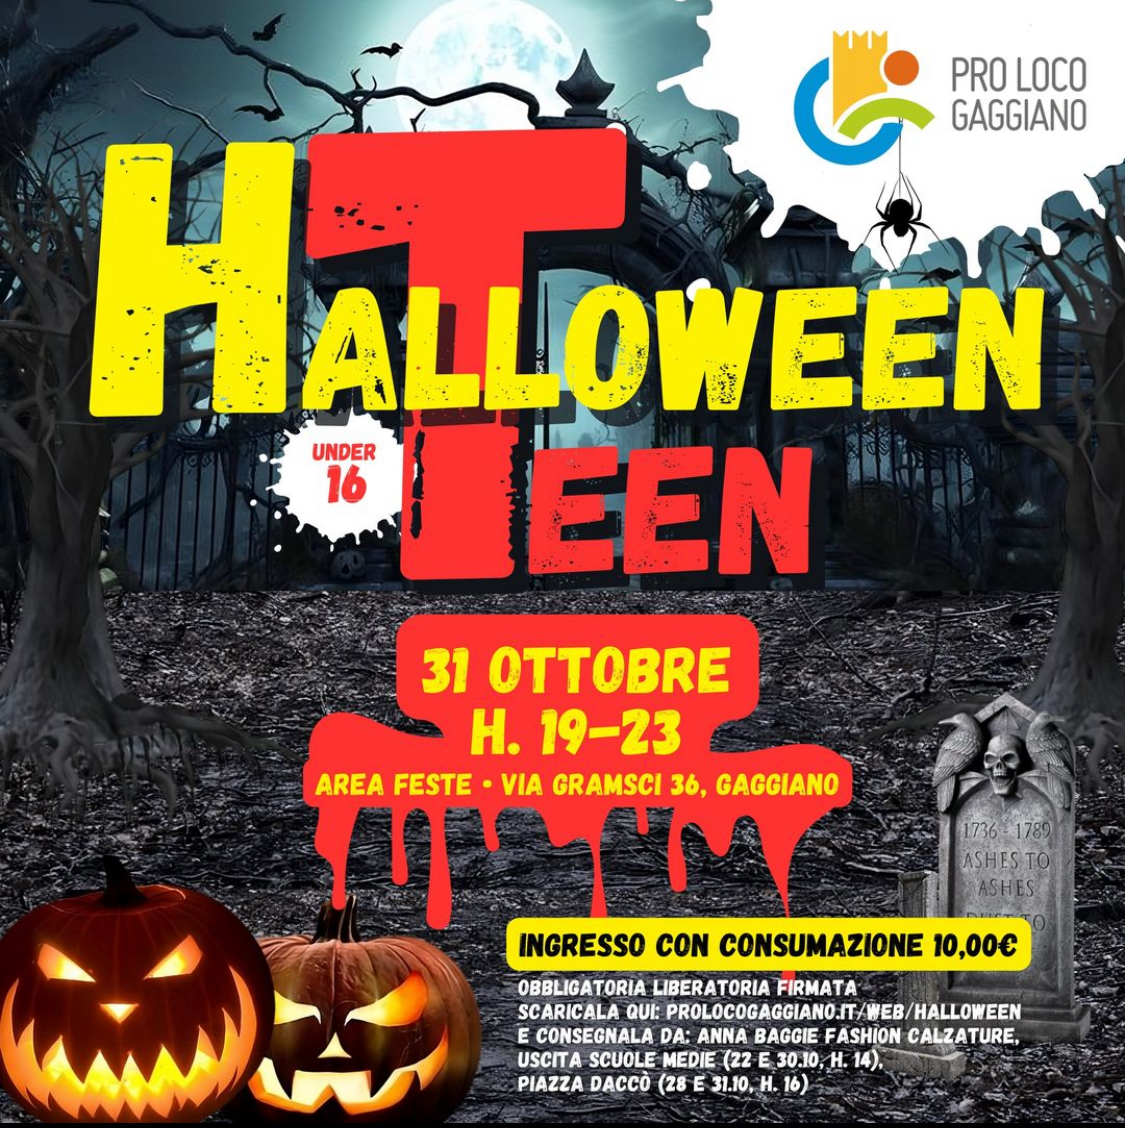 PRO LOCO
GAGGIANO
HALLOWEEN
TEEN
UNDER
16
31 OTTOBRE
H. 19-23
AREA FESTE • VIA GRAMSCI 36, GAGGIANO
1736 - 1789
ASHES TO
ASHES
DUST TO
INGRESSO CON CONSUMAZIONE 10,00€
OBBLIGATORIA LIBERATORIA FIRMATA
SCARICALA QUI: PROLOCOGAGGIANO.IT/WEB/HALLOWEEN
E CONSEGNALA DA: ANNA BAGGIE FASHION CALZATURE,
USCITA SCUOLE MEDIE (22 E 30.10, H. 14),
PIAZZA DACCÒ (28 E 31.10, H. 16)